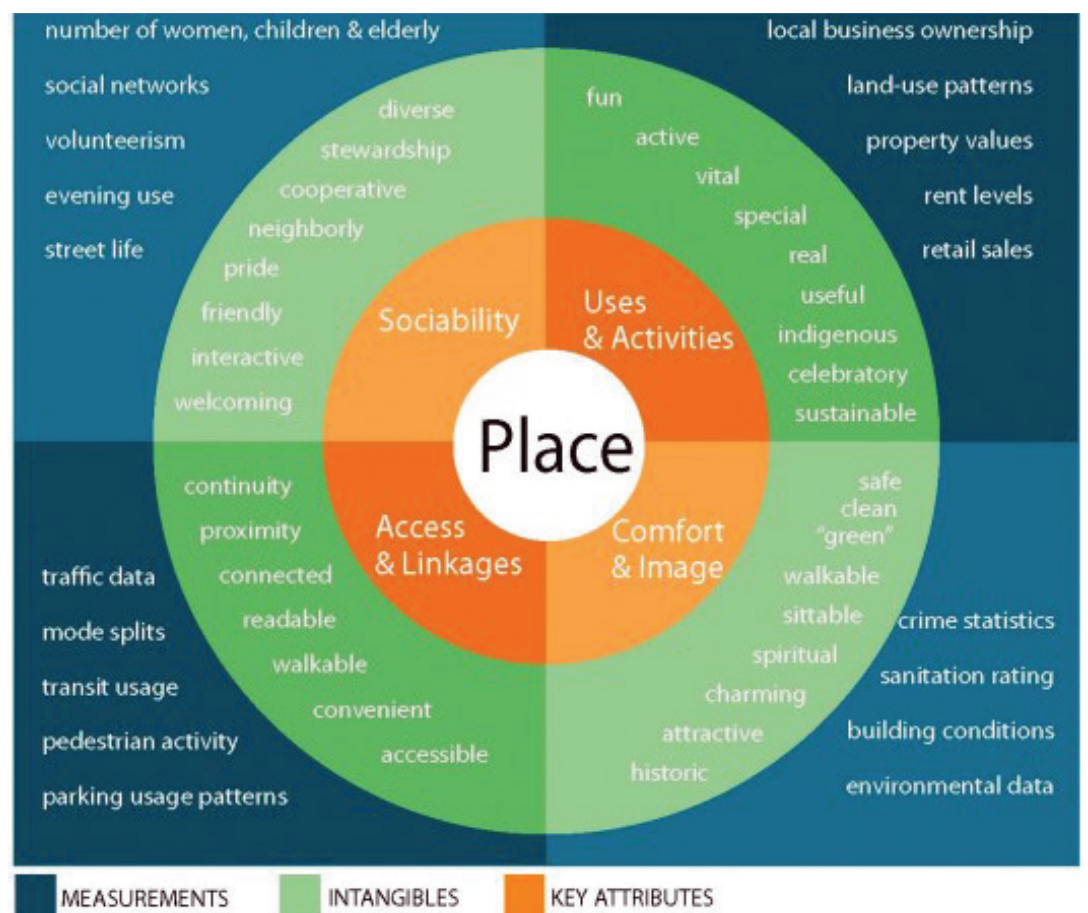 number of women, children & elderly
social networks
volunteerism
evening use
street life
diverse
stewardship
cooperative
neighborly
pride
friendly
interactive
welcoming
Sociability
fun
active
vital
special
real
useful
indigenous
celebratory
sustainable
Uses
& Activities
local business ownership
land-use patterns
property values
rent levels
retail sales
Place
continuity
proximity
connected
readable
walkable
convenient
accessible
Access
& Linkages
traffic data
mode splits
transit usage
pedestrian activity
parking usage patterns
Comfort
& Image
safe
clean
"green"
walkable
sittable
spiritual
charming
attractive
historic
crime statistics
sanitation rating
building conditions
environmental data
MEASUREMENTS
INTANGIBLES
KEY ATTRIBUTES